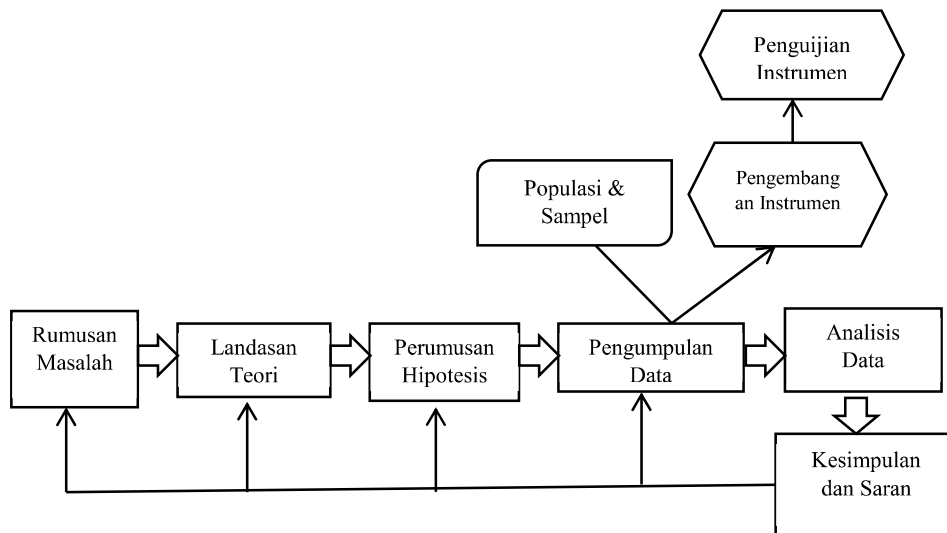 Penguijian
Instrumen
Pengembang
an Instrumen
Populasi &
Sampel
Rumusan
Masalah
Landasan
Teori
Perumusan
Hipotesis
Pengumpulan
Data
Analisis
Data
Kesimpulan
dan Saran